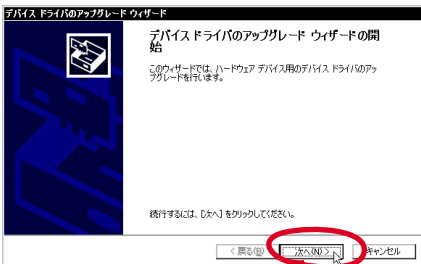 デバイス ドライバのアップグレード ウィザード
デバイス ドライバのアップグレード ウィザードの開
始
このウィザードでは、ハードウェア デバイス用のデバイス ドライバのアッ
プグレードを行います。
続行するには、[次へ] をクリックしてください。
< 戻る(B)
次へ(N) >
キャンセル